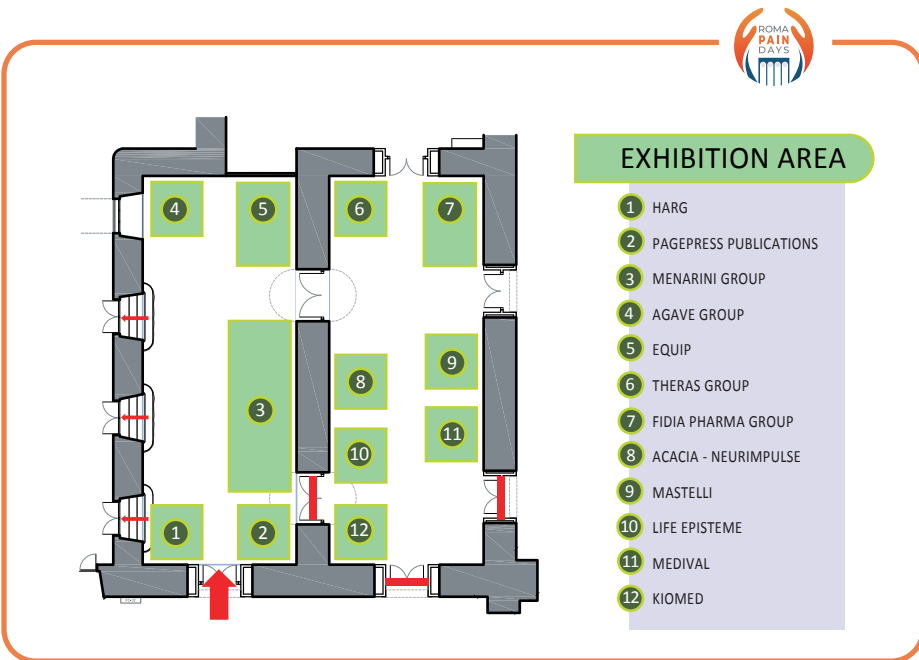 ROMA
PAIN
DAYS
EXHIBITION AREA
1 HARG
2 PAGEPRESS PUBLICATIONS
3 MENARINI GROUP
4 AGAVE GROUP
5 EQUIP
6 THERAS GROUP
7 FIDIA PHARMA GROUP
8 ACACIA - NEURIMPULSE
9 MASTELLI
10 LIFE EPISTEME
11 MEDIVAL
12 KIOMED
4 5 6 7
9
8
3
11
10
1 2 12